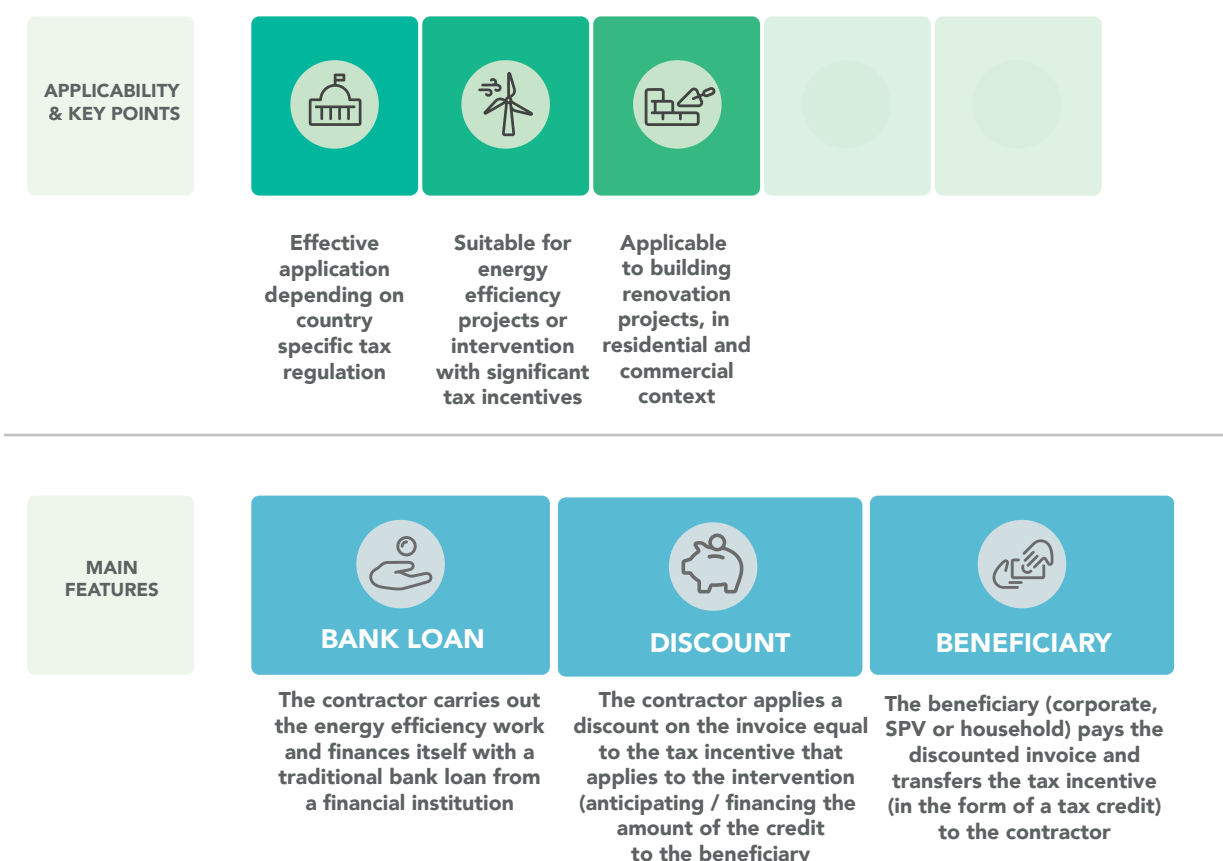 APPLICABILITY
& KEY POINTS
Effective
application
depending on
country
specific tax
regulation
Suitable for
energy
efficiency
projects or
intervention
with significant
tax incentives
Applicable
to building
renovation
projects, in
residential and
commercial
context
MAIN
FEATURES
BANK LOAN
The contractor carries out
the energy efficiency work
and finances itself with a
traditional bank loan from
a financial institution
DISCOUNT
The contractor applies a
discount on the invoice equal
to the tax incentive that
applies to the intervention
(anticipating / financing the
amount of the credit
to the beneficiary
BENEFICIARY
The beneficiary (corporate,
SPV or household) pays the
discounted invoice and
transfers the tax incentive
(in the form of a tax credit)
to the contractor